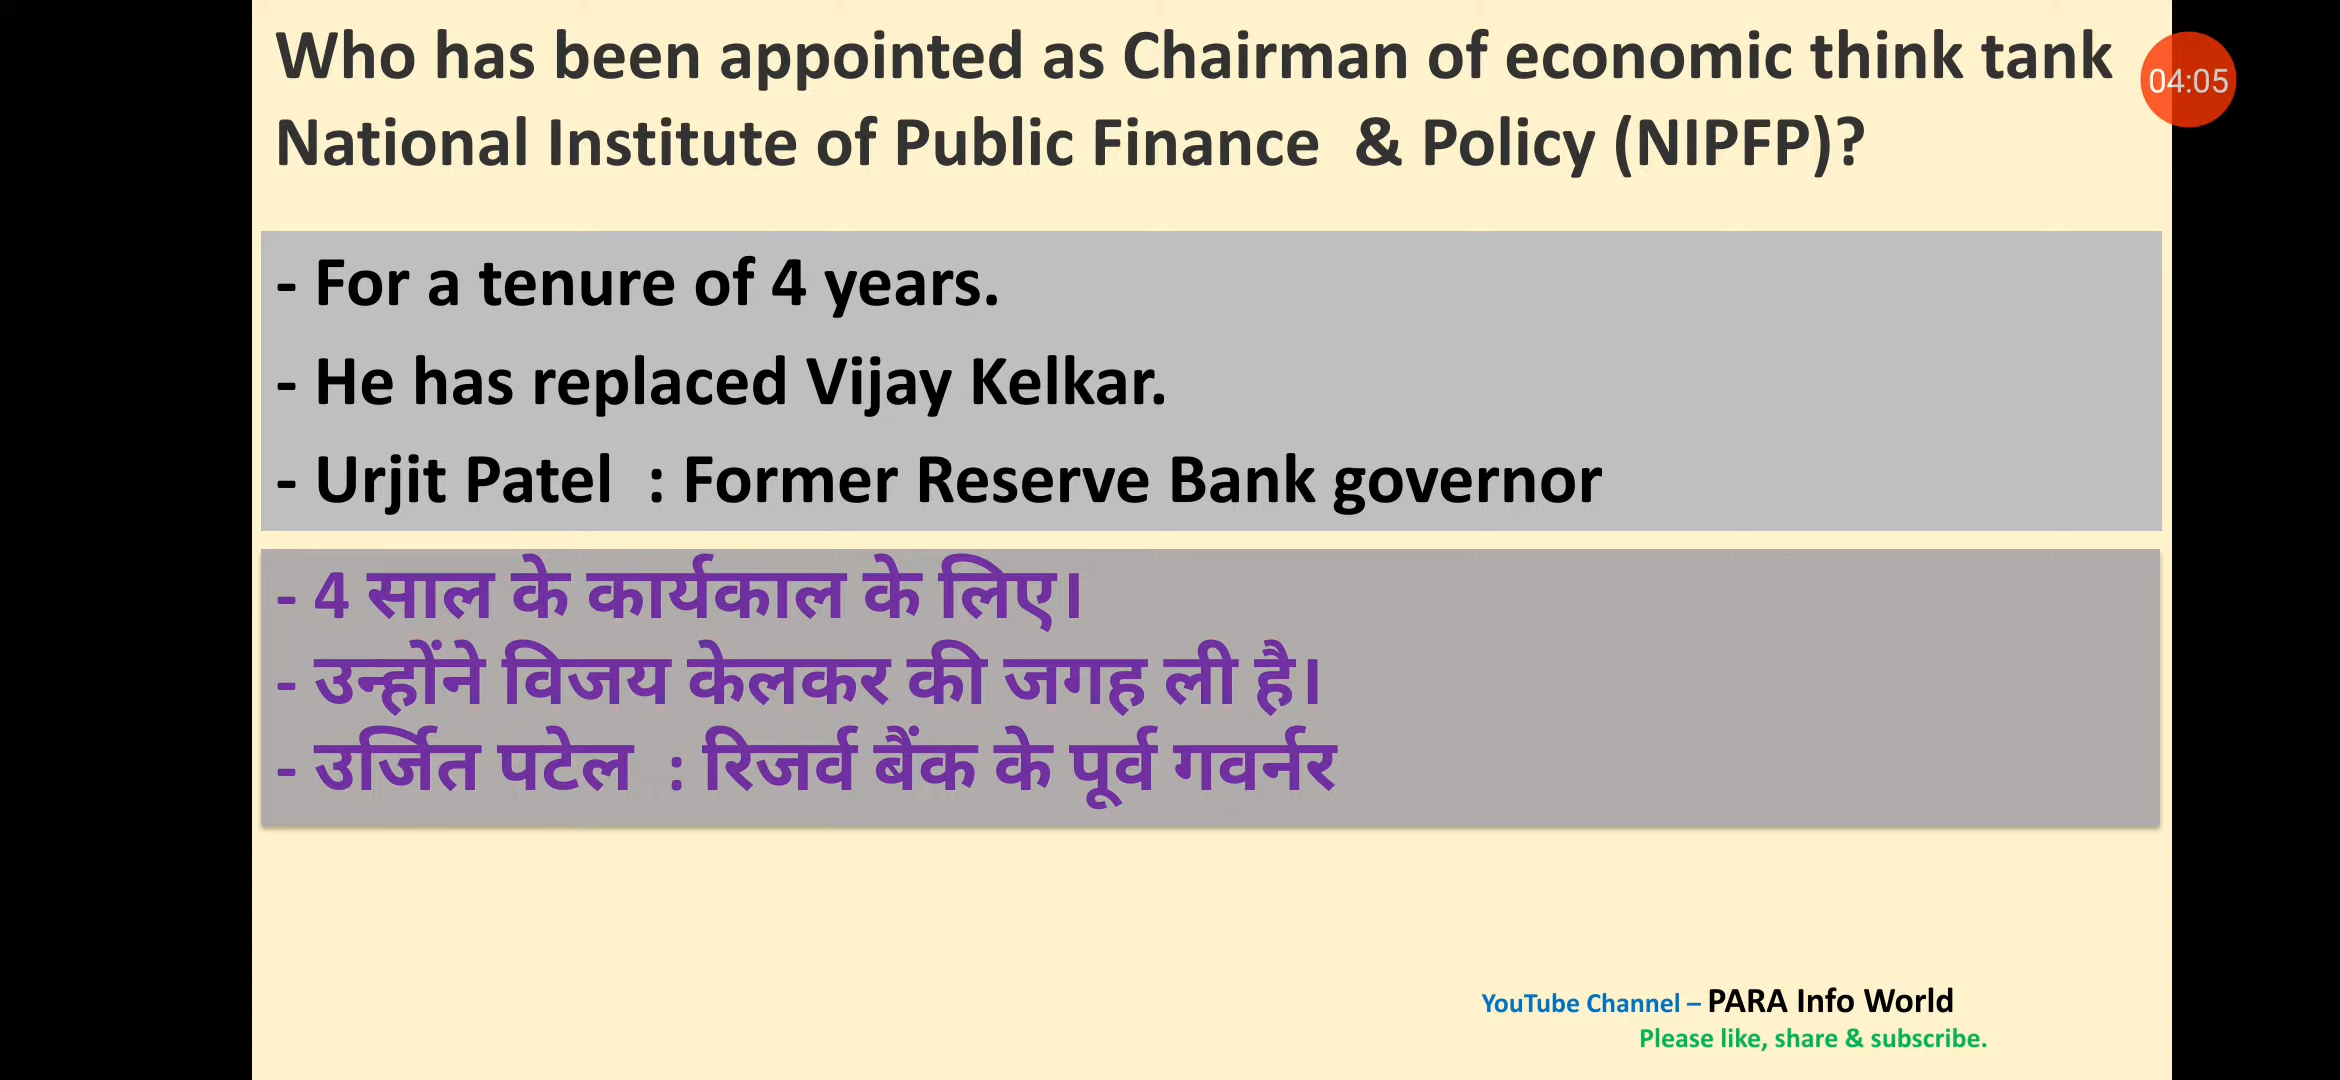 Who has been appointed as Chairman of economic think tank
04:05
National Institute of Public Finance & Policy (NIPFP)?
- For a tenure of 4 years.
- He has replaced Vijay Kelkar.
- Urjit Patel : Former Reserve Bank governor
- 4 साल के कार्यकाल के लिए।
- उन्होंने विजय केलकर की जगह ली है।
- उर्जित पटेल : रिजर्व बैंक के पूर्व गवर्नर
YouTube Channel – PARA Info World
Please like, share & subscribe.